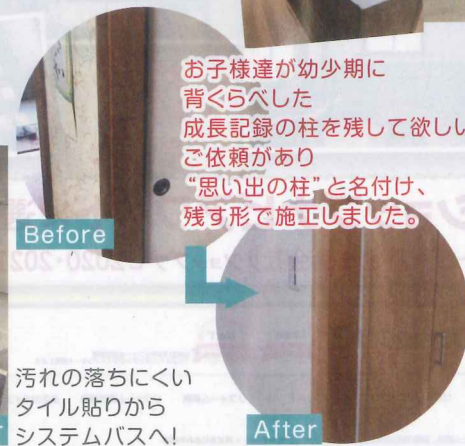 お子様達が幼少期に
背くらべした
成長記録の柱を残して欲しい
ご依頼があり
“思い出の柱”と名付け、
残す形で施工しました。
Before
汚れの落ちにくい
タイル貼りから
システムバスへ!
After